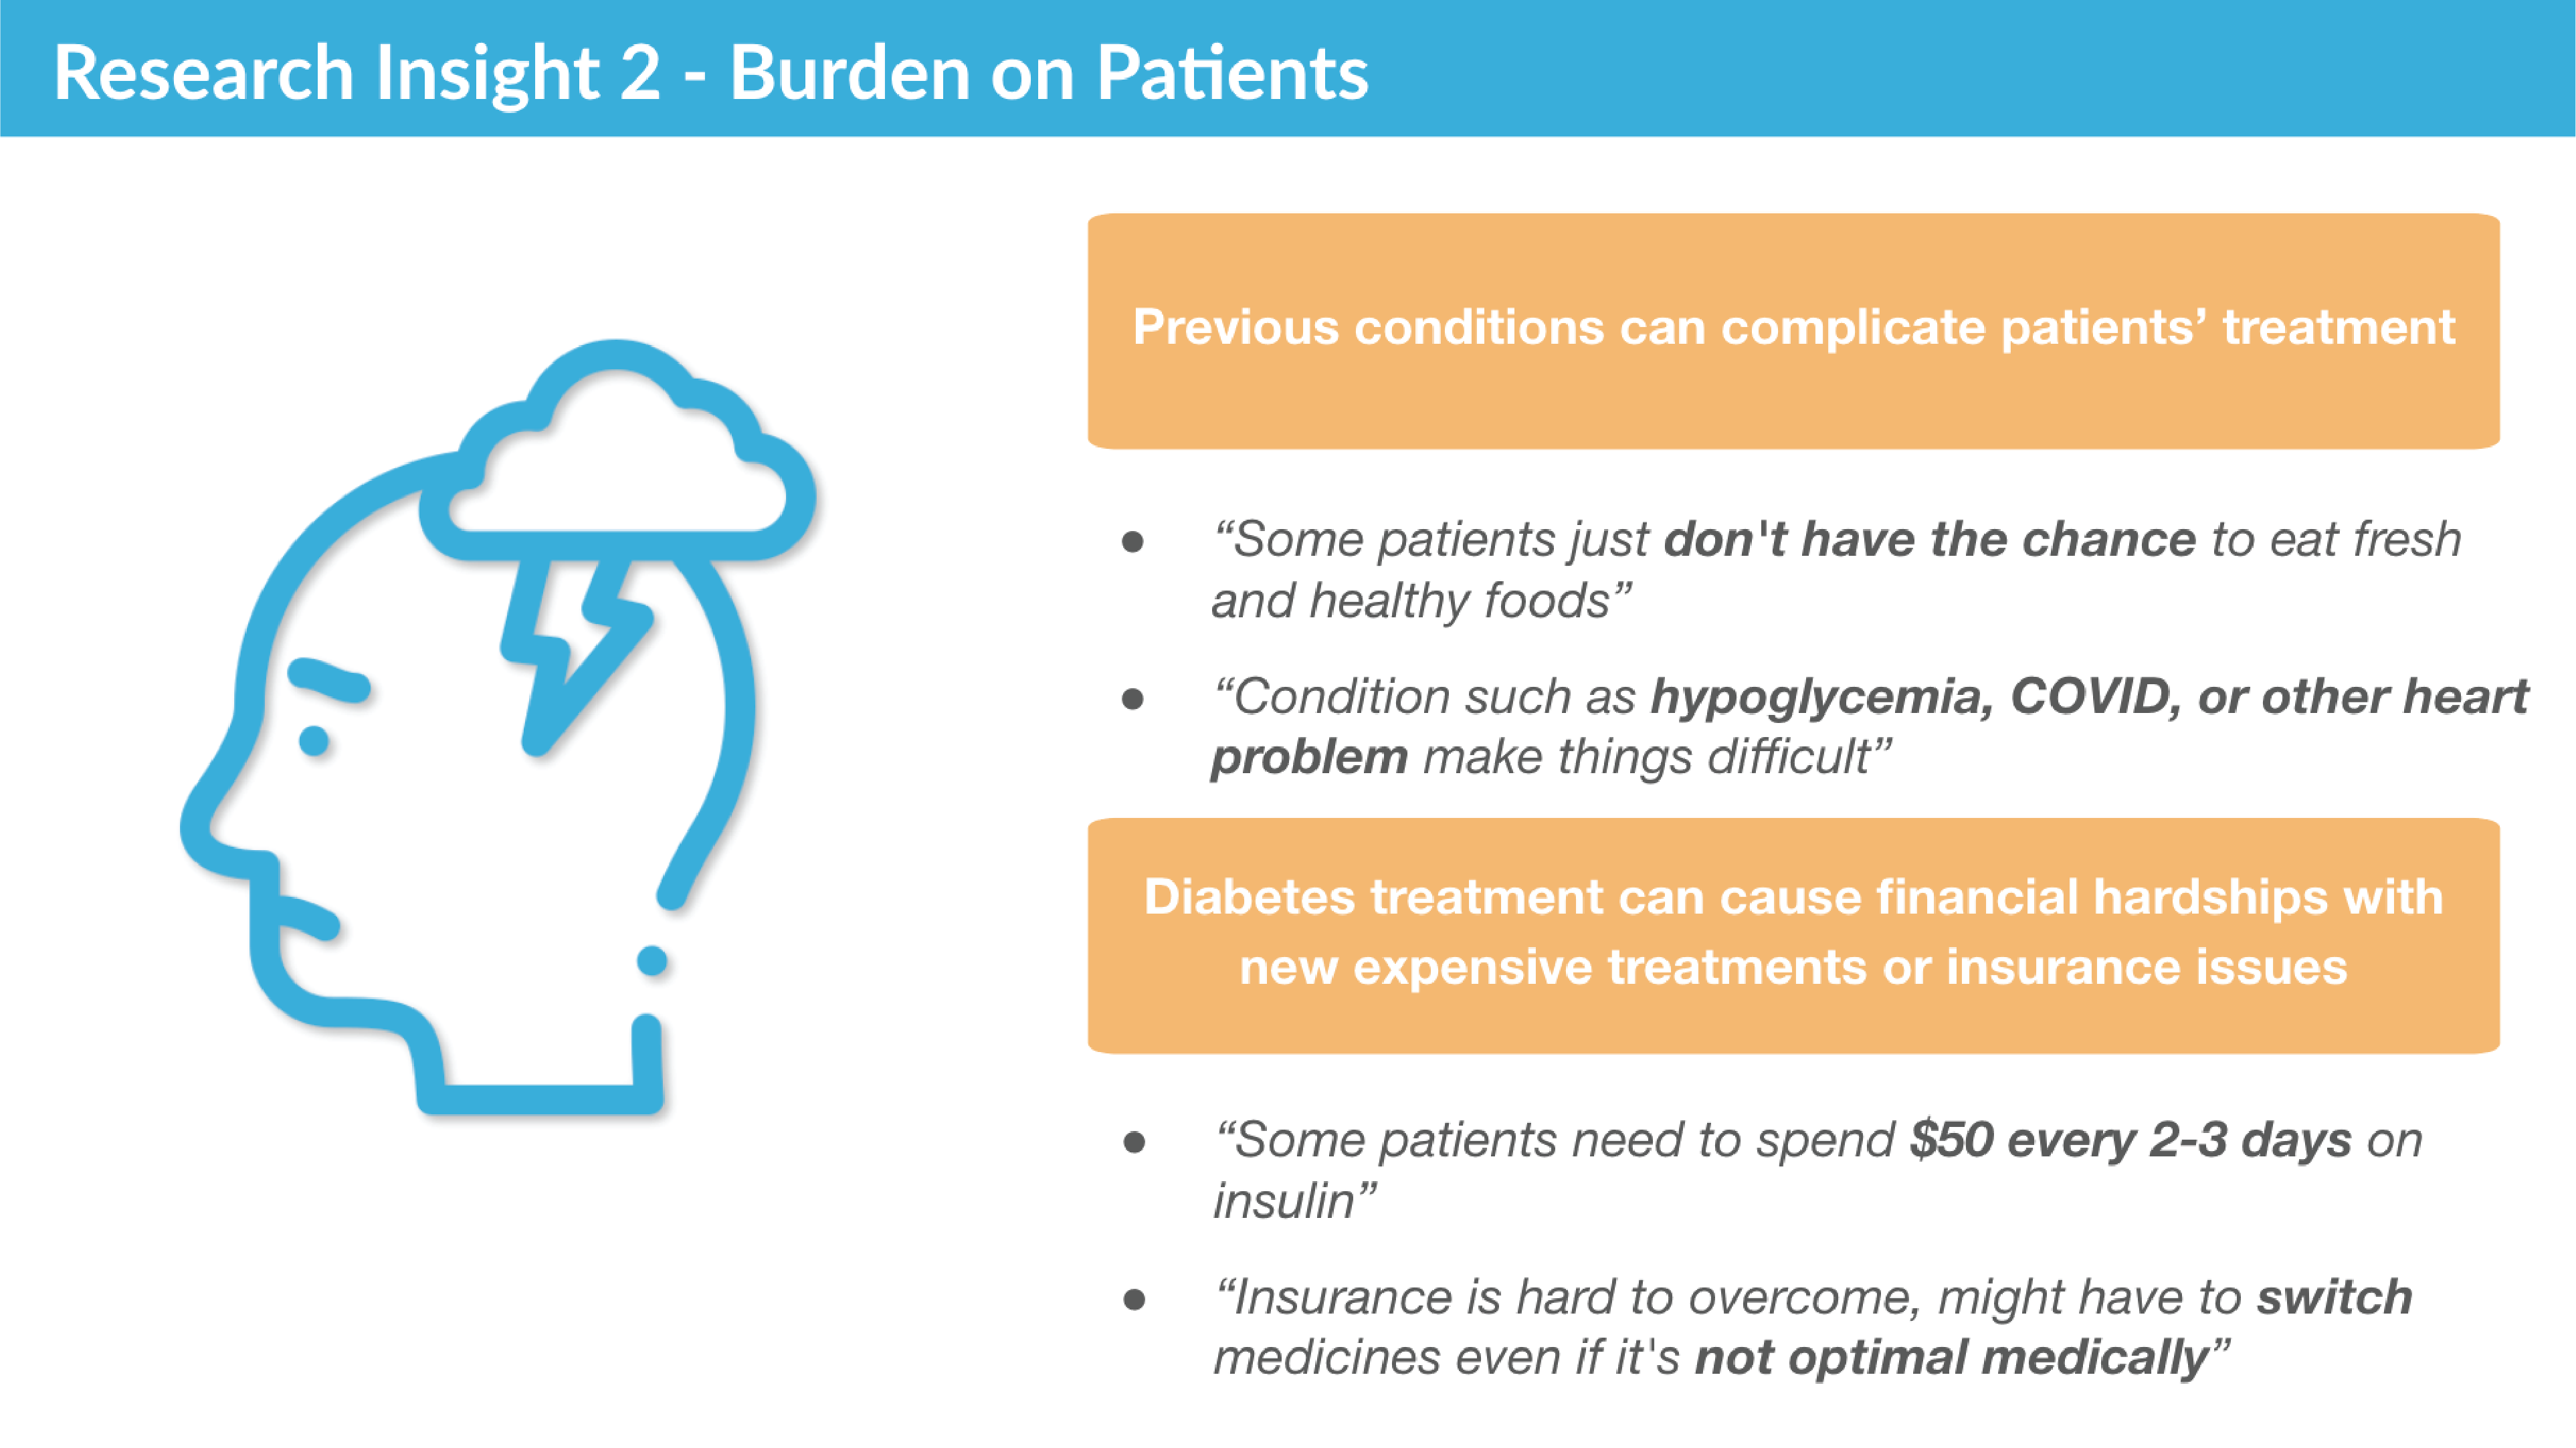 Research Insight 2 - Burden on Patients
Previous conditions can complicate patients’ treatment
● “Some patients just don't have the chance to eat fresh
and healthy foods”
● “Condition such as hypoglycemia, COVID, or other heart
problem make things difficult”
Diabetes treatment can cause financial hardships with
new expensive treatments or insurance issues
● “Some patients need to spend $50 every 2-3 days on
insulin”
● “Insurance is hard to overcome, might have to switch
medicines even if it's not optimal medically”